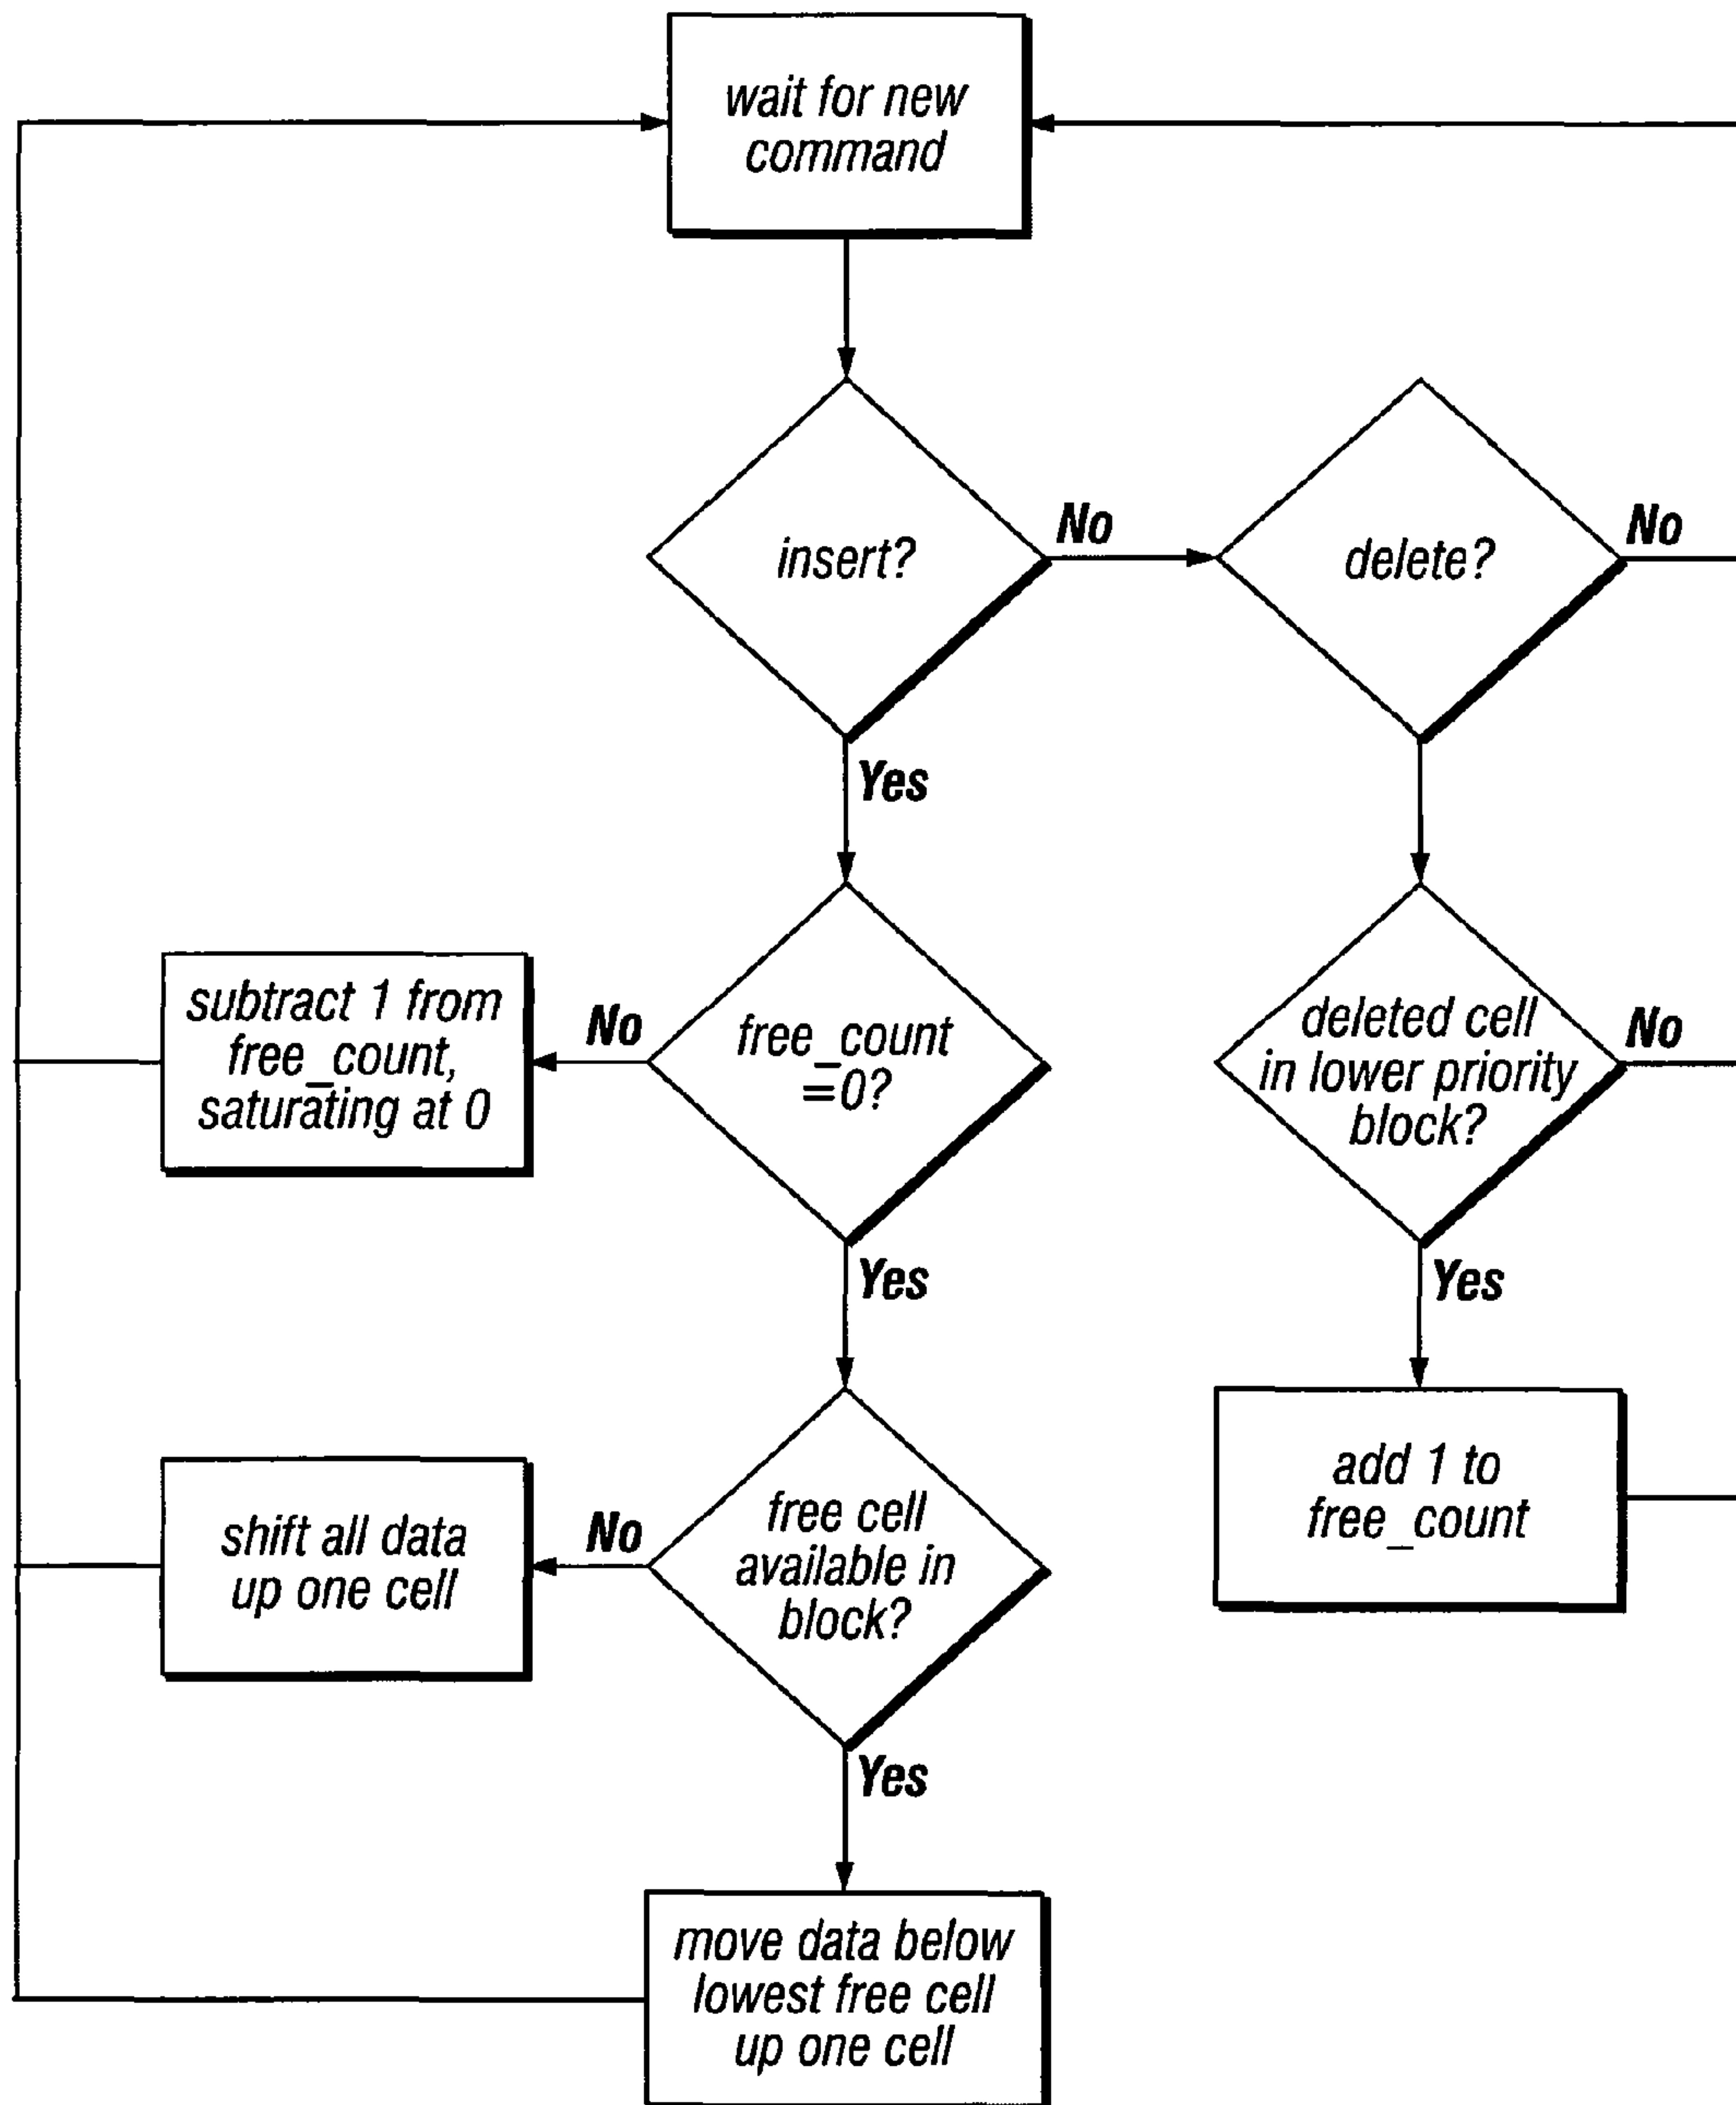 wait for new
command
insert?
No
delete?
No
Yes
subtract 1 from
free_count,
saturating at 0
No
free_count
=0?
deleted cell
in lower priority
block?
No
Yes
Yes
shift all data
up one cell
No
free cell
available in
block?
add 1 to
free_count
Yes
move data below
lowest free cell
up one cell